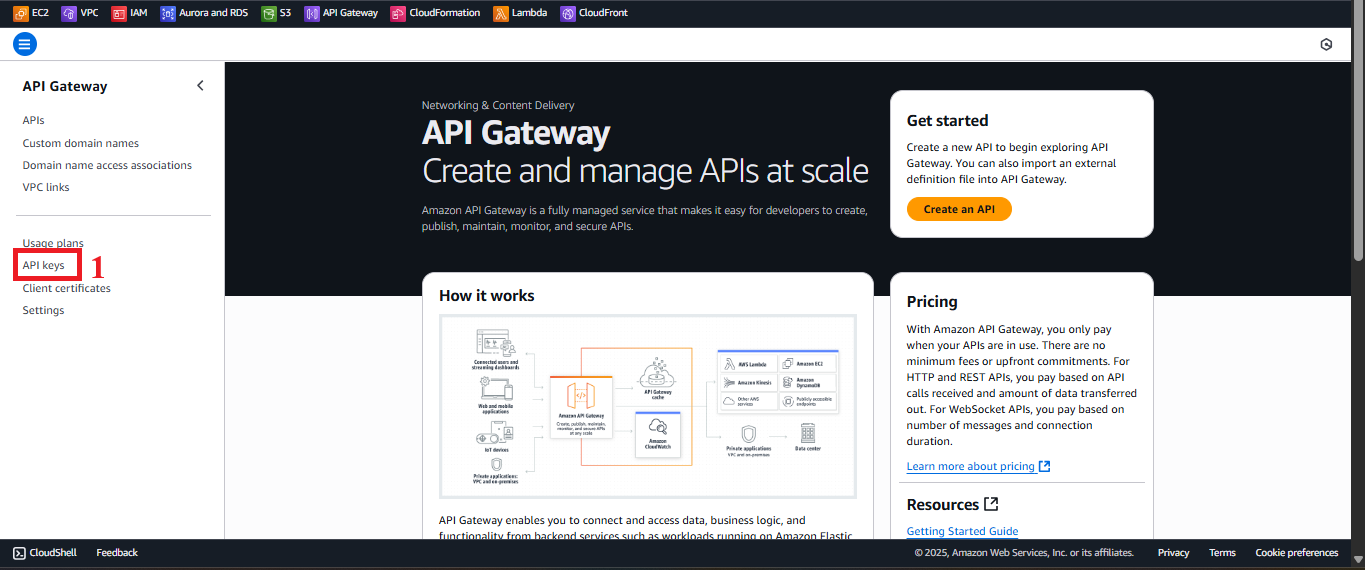 EC2 VPC IAM Aurora and RDS S3 API Gateway CloudFormation Lambda CloudFront
API Gateway
APIs
Custom domain names
Domain name access associations
VPC links
Usage plans
API keys 1
Client certificates
Settings
Networking & Content Delivery
API Gateway
Create and manage APIs at scale
Amazon API Gateway is a fully managed service that makes it easy for developers to create,
publish, maintain, monitor, and secure APIs.
Get started
Create a new API to begin exploring API
Gateway. You can also import an external
definition file into API Gateway.
Create an API
How it works
Connected users and
streaming dashboards
Web and mobile
applications
IoT devices
Private applications:
VPC and on-premises
Amazon API Gateway
Create, publish, maintain,
monitor, and secure APIs
at any scale
API Gateway
cache
Amazon
CloudWatch
AWS Lambda
Amazon EC2
Amazon Kinesis
Amazon
DynamoDB
Other AWS
services
Publicly accessible
endpoints
Private applications
VPC and on-premises
Data center
API Gateway enables you to connect and access data, business logic, and
functionality from backend services such as workloads running on Amazon Elastic
Pricing
With Amazon API Gateway, you only pay
when your APIs are in use. There are no
minimum fees or upfront commitments. For
HTTP and REST APIs, you pay based on API
calls received and amount of data transferred
out. For WebSocket APIs, you pay based on
number of messages and connection
duration.
Learn more about pricing
Resources
Getting Started Guide
CloudShell Feedback © 2025, Amazon Web Services, Inc. or its affiliates. Privacy Terms Cookie preferences